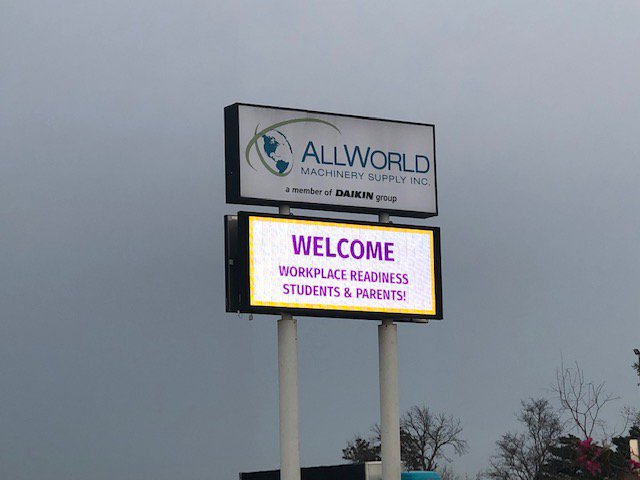 ALLWORLD
MACHINERY SUPPLY INC.
a member of DAIKIN group
WELCOME
WORKPLACE READINESS
STUDENTS & PARENTS!